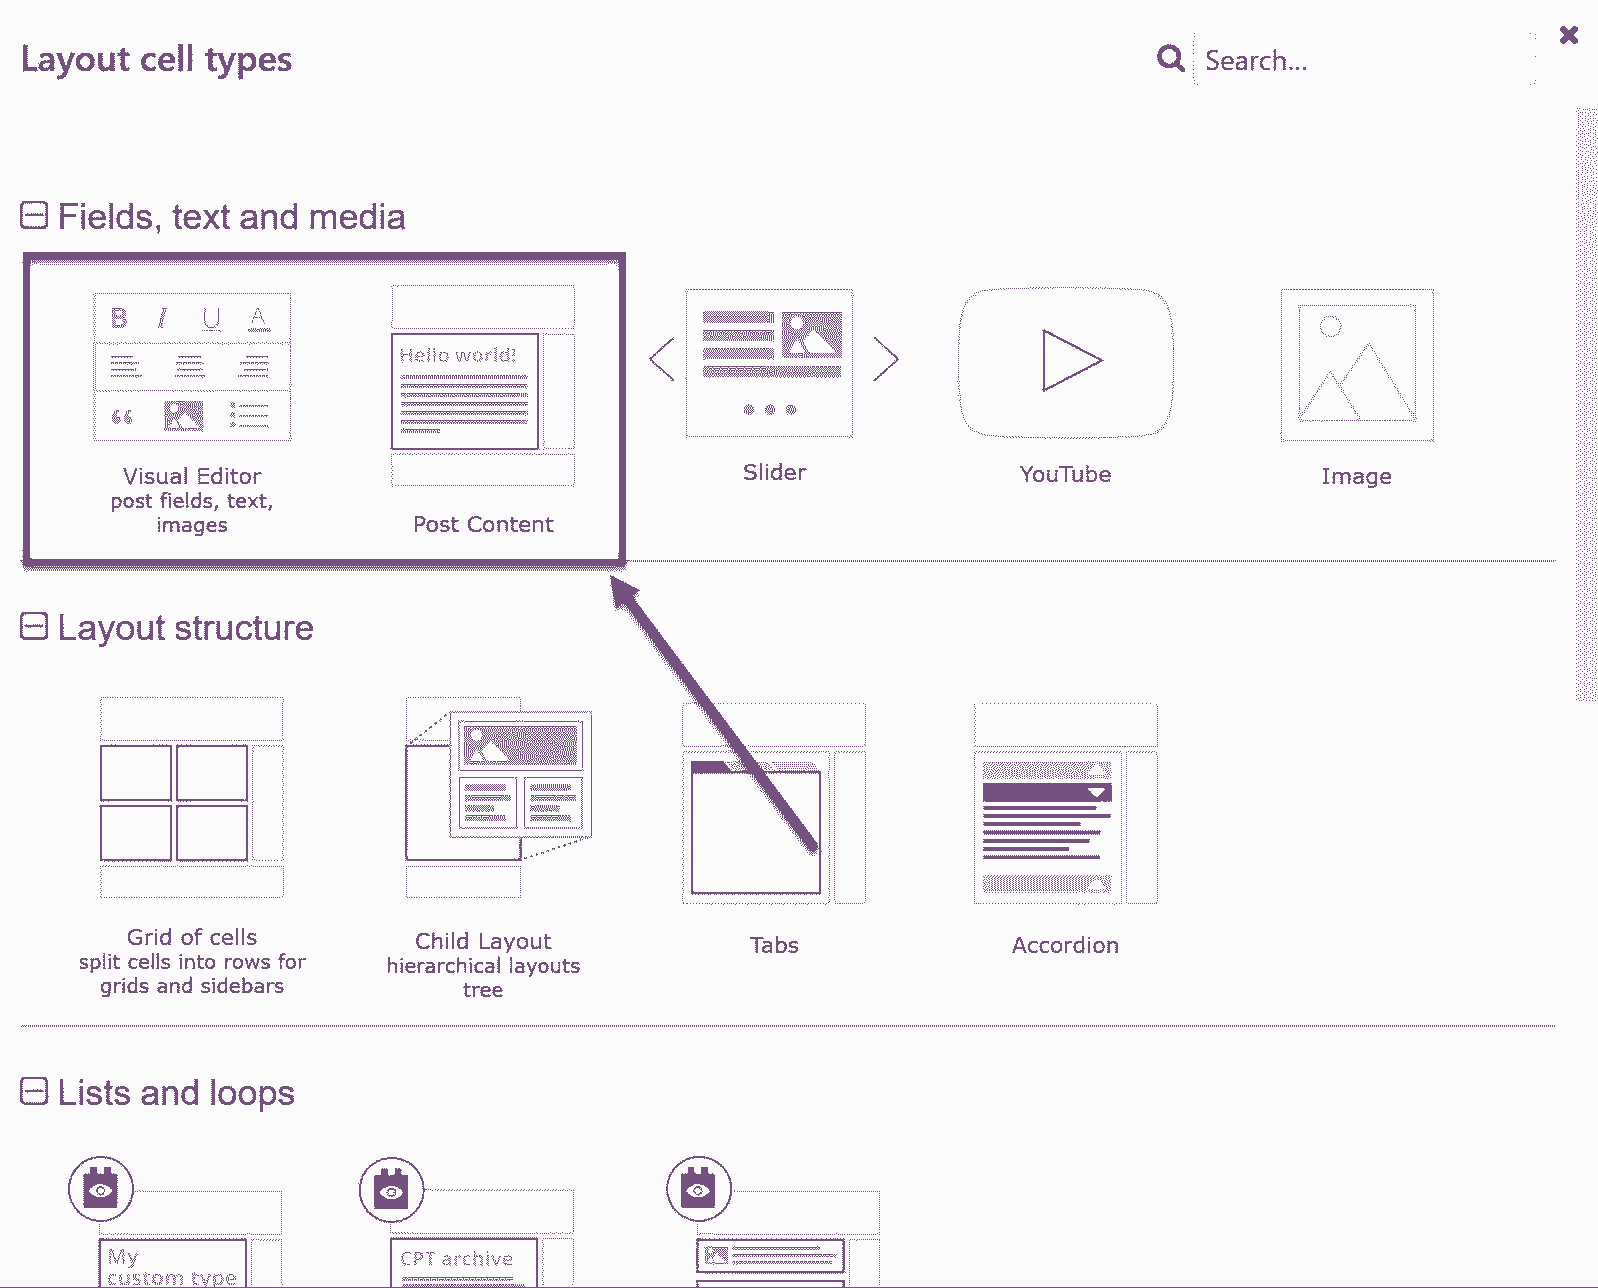 Layout cell types
Search...
Fields, text and media
B I U A
Hello world!
Visual Editor
post fields, text,
images
Post Content
Slider
YouTube
Image
Layout structure
Grid of cells
split cells into rows for
grids and sidebars
Child Layout
hierarchical layouts
tree
Tabs
Accordion
Lists and loops
My
custom type
CPT archive